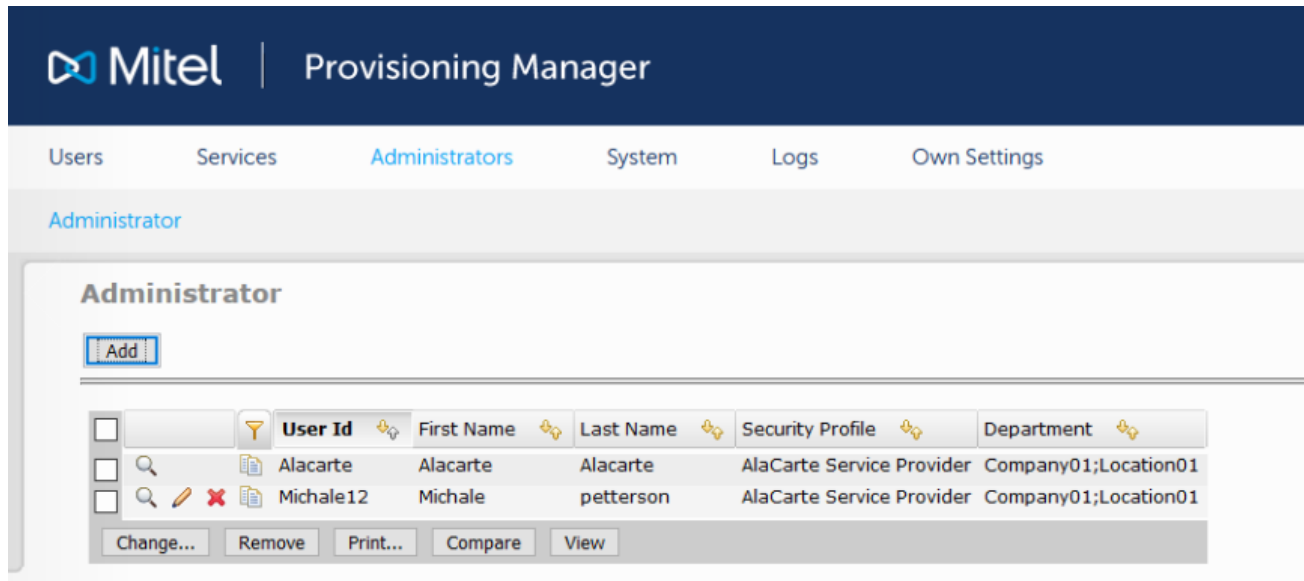 Mitel | Provisioning Manager
Users Services Administrators System Logs Own Settings
Administrator
Administrator
Add
User Id First Name Last Name Security Profile Department
Alacarte Alacarte Alacarte AlaCarte Service Provider Company01;Location01
Michale12 Michale petterson AlaCarte Service Provider Company01;Location01
Change... Remove Print... Compare View